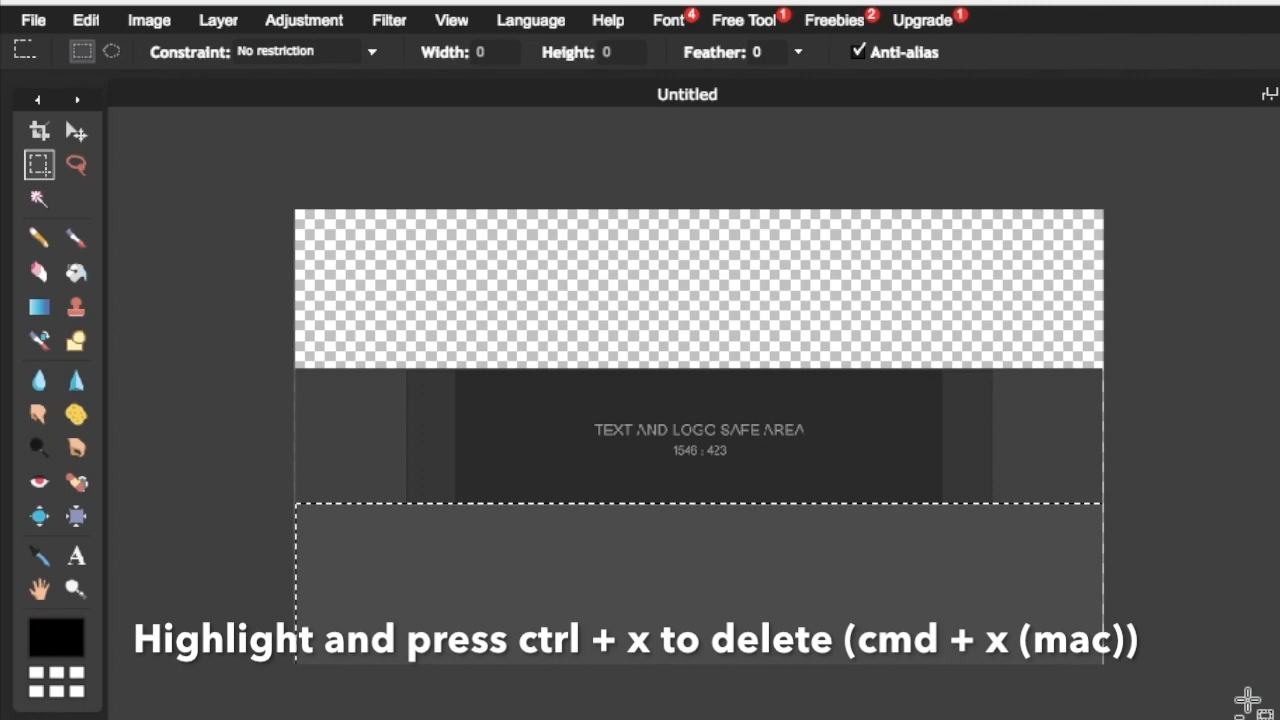 File Edit Image Layer Adjustment Filter View Language Help Font 4 Free Tool 1 Freebies 2 Upgrade 1
Constraint: No restriction Width: 0 Height: 0 Feather: 0 Anti-alias
Untitled
TEXT AND LOGO SAFE AREA
1546 : 423
A
Highlight and press ctrl + x to delete (cmd + x (mac))